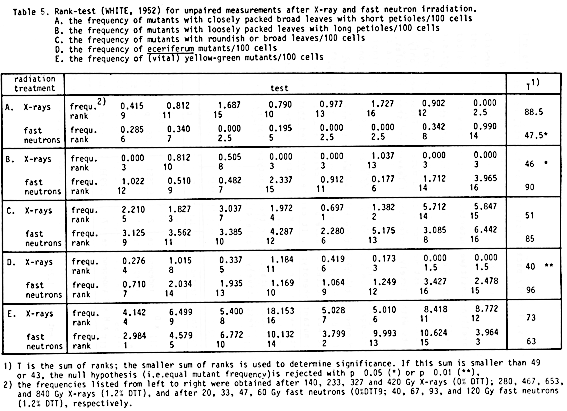 Table 5. Rank-test (WHITE, 1952) for unpaired measurements after X-ray and fast neutron irradiation.
A. the frequency of mutants with closely packed broad leaves with short petioles/100 cells
B. the frequency of mutants with loosely packed leaves with long petioles/100 cells
C. the frequency of mutants with roundish or broad leaves/100 cells
D. the frequency of eceriferum mutants/100 cells
E. the frequency of (vital) yellow-green mutants/100 cells
radiation treatment test T1)
A. X-rays frequ.2) 0.415 0.812 1.687 0.790 0.977 1.727 0.902 0.000 88.5
rank 9 11 15 10 13 16 12 2.5
fast frequ. 0.285 0.340 0.000 0.195 0.000 0.000 0.342 0.990 47.5*
neutrons rank 6 7 2.5 5 2.5 2.5 8 14
B. X-rays frequ. 0.000 0.812 0.505 0.000 0.000 1.037 0.000 0.000 46 *
rank 3 10 8 3 3 13 3 3
fast frequ. 1.022 0.510 0.482 2.337 0.912 0.177 1.712 3.965 90
neutrons rank 12 9 7 15 11 6 14 16
C. X-rays frequ. 2.210 1.827 3.037 1.972 0.697 1.382 5.712 5.847 51
rank 5 3 7 4 1 2 14 15
fast frequ. 3.125 3.562 3.385 4.287 2.280 5.175 3.085 6.442 85
neutrons rank 9 11 10 12 6 13 8 16
D. X-rays frequ. 0.276 1.015 0.337 1.184 0.419 0.173 0.000 0.000 40 **
rank 4 8 5 11 6 3 1.5 1.5
fast frequ. 0.710 2.034 1.935 1.169 1.064 1.249 3.427 2.478 96
neutrons rank 7 14 13 10 9 12 16 15
E. X-rays frequ. 4.142 6.499 5.400 18.153 5.028 5.010 8.418 8.772 73
rank 4 9 8 16 7 6 11 12
fast frequ. 2.984 4.579 6.772 10.132 3.799 9.993 10.624 3.964 63
neutrons rank 1 5 10 14 2 13 15 3
1) T is the sum of ranks; the smaller sum of ranks is used to determine significance. If this sum is smaller than 49
or 43, the null hypothesis (i.e.equal mutant frequency)is rejected with p 0.05 (*) or p 0.01 (**).
2) the frequencies listed from left to right were obtained after 140, 233, 327 and 420 Gy X-rays (0% DTT); 280, 467, 653,
and 840 Gy X-rays (1.2% DTT), and after 20, 33, 47, 60 Gy fast neutrons (0%DTT9; 40, 67, 93, and 120 Gy fast neutrons
(1.2% DTT), respectively.